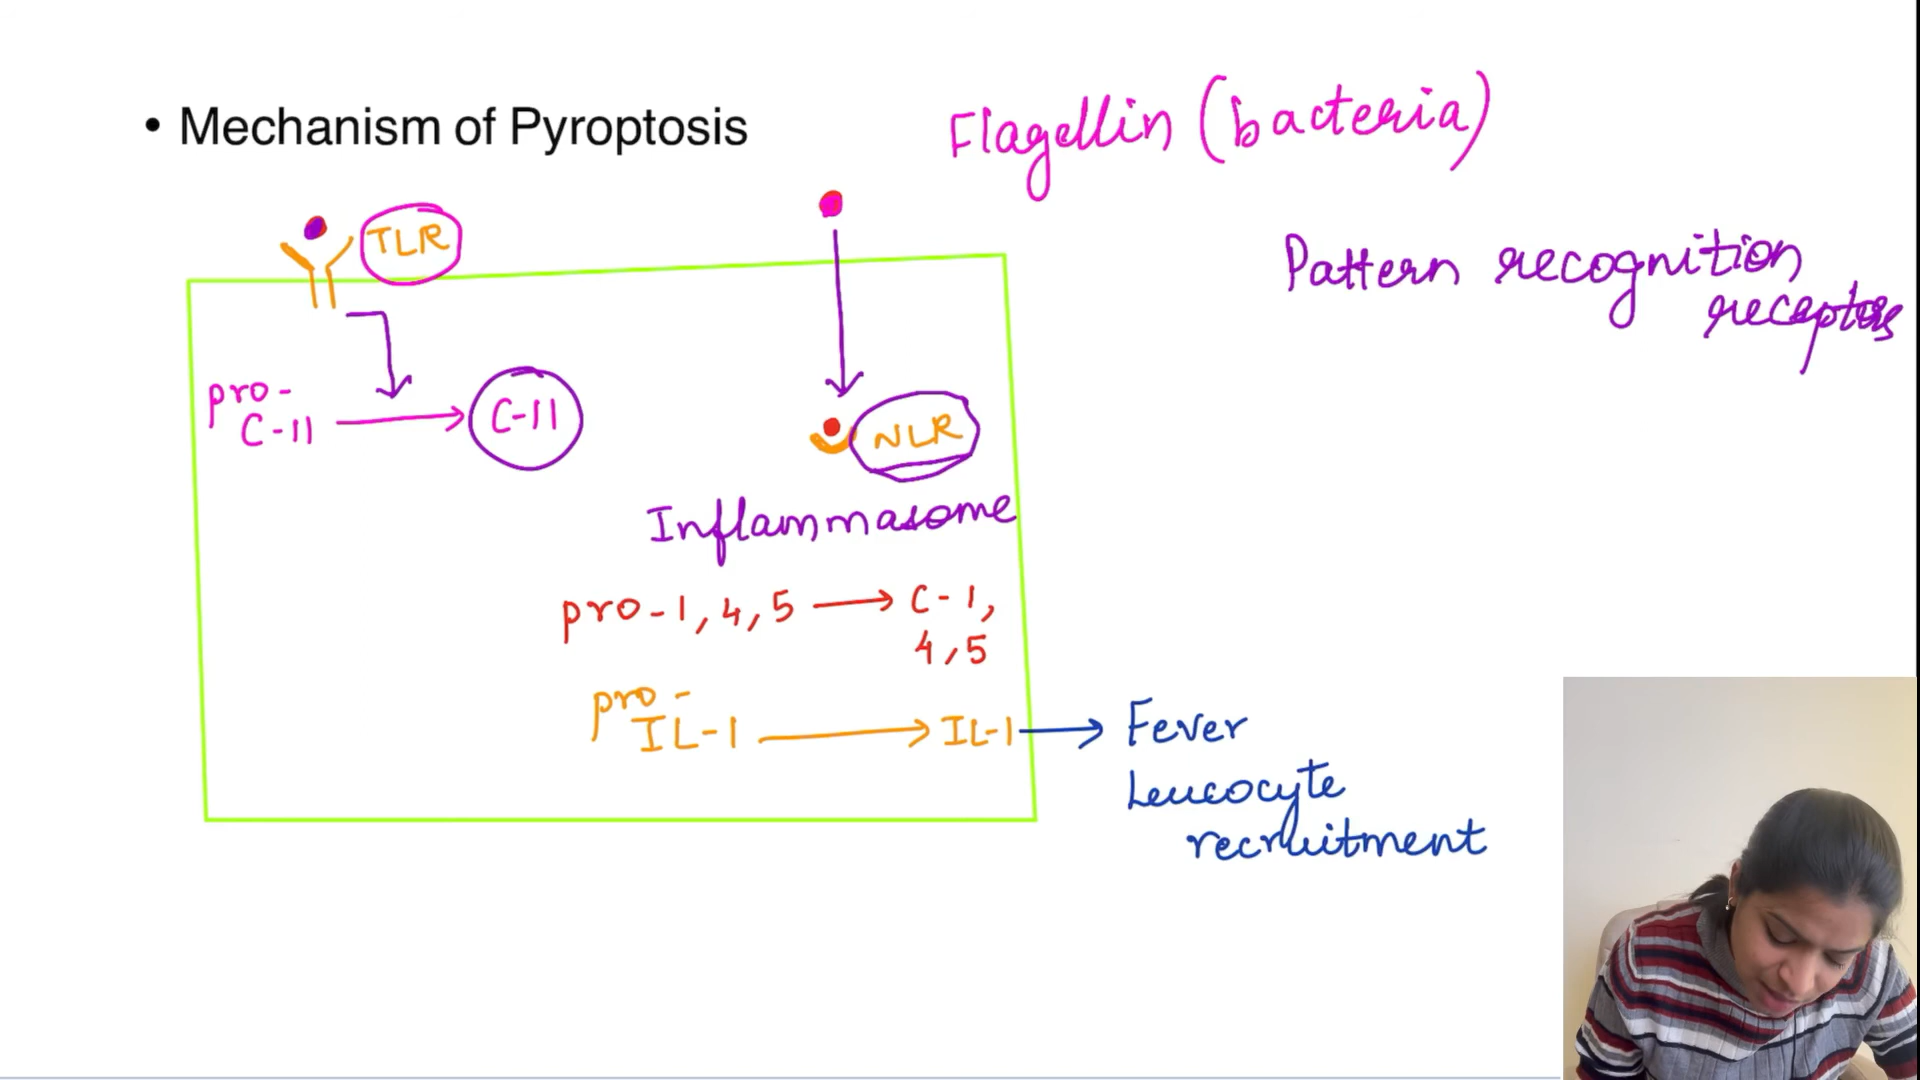 • Mechanism of Pyroptosis
Flagellin (bacteria)
Pattern recognition
receptors
TLR
pro-
C-11
C-11
NLR
Inflammasome
pro-1,4,5 → C-1,
4,5
pro-
IL-1 → IL-1 → Fever
Leucocyte
recruitment